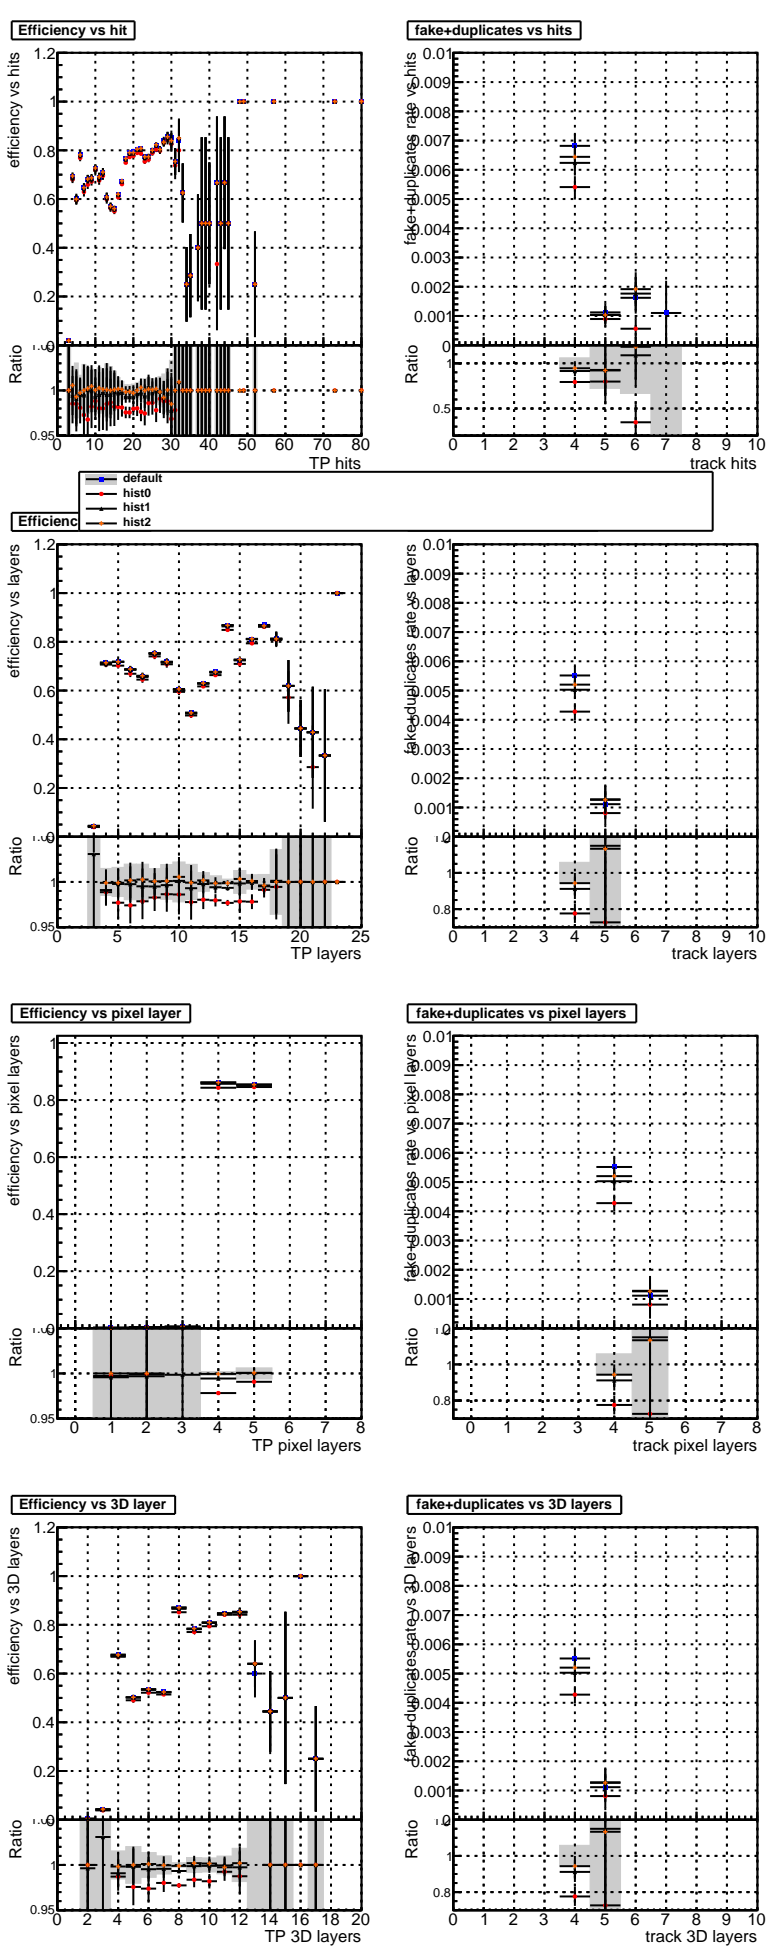 Efficiency vs hit
fake+duplicates vs hits
efficiency vs hits
1.2
1
0.8
0.6
0.4
0.2
0
Ratio
1
0.95
0 10 20 30 40 50 60 70 80
TP hits
fake+duplicates rate vs hits
0.01
0.009
0.008
0.007
0.006
0.005
0.004
0.003
0.002
0.001
0
Ratio
1
0.5
0 1 2 3 4 5 6 7 8 9 10
track hits
default
hist0
hist1
hist2
Efficienc
efficiency vs layers
1.2
1
0.8
0.6
0.4
0.2
Ratio
1
0.95
0 5 10 15 20 25
TP layers
fake+duplicates rate vs layers
0.01
0.009
0.008
0.007
0.006
0.005
0.004
0.003
0.002
0.001
Ratio
1
0.8
0 1 2 3 4 5 6 7 8 9 10
track layers
Efficiency vs pixel layer
fake+duplicates vs pixel layers
efficiency vs pixel layers
1
0.8
0.6
0.4
0.2
Ratio
1
0.95
0 1 2 3 4 5 6 7 8
TP pixel layers
fake+duplicates rate vs pixel layers
0.01
0.009
0.008
0.007
0.006
0.005
0.004
0.003
0.002
0.001
Ratio
1
0.8
0 1 2 3 4 5 6 7 8
track pixel layers
Efficiency vs 3D layer
fake+duplicates vs 3D layers
efficiency vs 3D layers
1.2
1
0.8
0.6
0.4
0.2
Ratio
1
0.95
0 2 4 6 8 10 12 14 16 18 20
TP 3D layers
fake+duplicates rate vs 3D layers
0.01
0.009
0.008
0.007
0.006
0.005
0.004
0.003
0.002
0.001
Ratio
1
0.8
0 1 2 3 4 5 6 7 8 9 10
track 3D layers